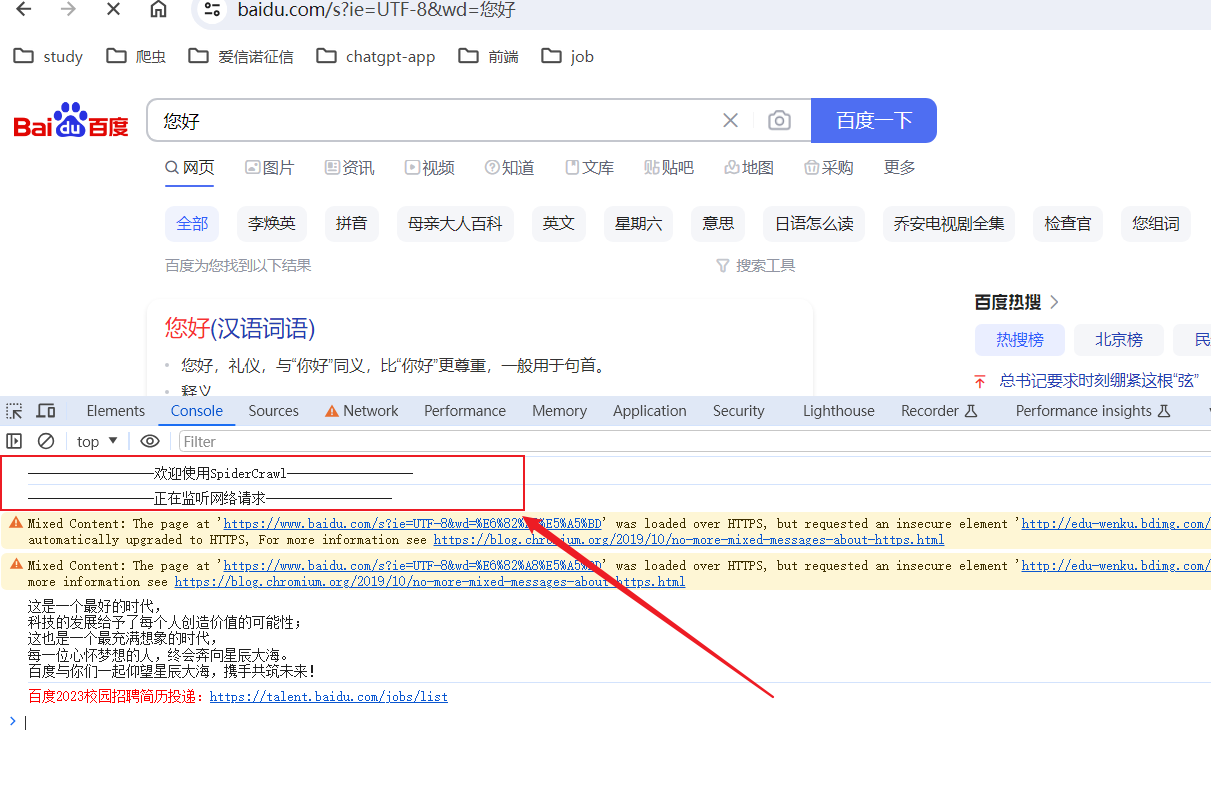 baidu.com/s?ie=UTF-8&wd=您好
study 爬虫 爱信诺征信 chatgpt-app 前端 job
Bai du 百度 您好 百度一下
网页 图片 资讯 视频 知道 文库 贴吧 地图 采购 更多
全部 李焕英 拼音 母亲大人百科 英文 星期六 意思 日语怎么读 乔安电视剧全集 检查官 您组词
百度为您找到以下结果 搜索工具
百度热搜
您好(汉语词语)
热搜榜 北京榜 民
您好，礼仪，与“你好”同义，比“你好”更尊重，一般用于句首。
总书记要求时刻绷紧这根“弦”
释义
Elements Console Sources Network Performance Memory Application Security Lighthouse Recorder Performance insights
top Filter
——————————欢迎使用SpiderCrawl——————————
——————————正在监听网络请求——————————
Mixed Content: The page at 'https://www.baidu.com/s?ie=UTF-8&wd=%E6%82%A8%E5%A5%BD' was loaded over HTTPS, but requested an insecure element 'http://edu-wenku.bdimg.com/
automatically upgraded to HTTPS, For more information see https://blog.chromium.org/2019/10/no-more-mixed-messages-about-https.html
Mixed Content: The page at 'https://www.baidu.com/s?ie=UTF-8&wd=%E6%82%A8%E5%A5%BD' was loaded over HTTPS, but requested an insecure element 'http://edu-wenku.bdimg.com/
more information see https://blog.chromium.org/2019/10/no-more-mixed-messages-about-https.html
这是一个最好的时代，
科技的发展给予了每个人创造价值的可能性；
这也是一个最充满想象的时代，
每一位心怀梦想的人，终会奔向星辰大海。
百度与你们一起仰望星辰大海，携手共筑未来！
百度2023校园招聘简历投递：https://talent.baidu.com/jobs/list